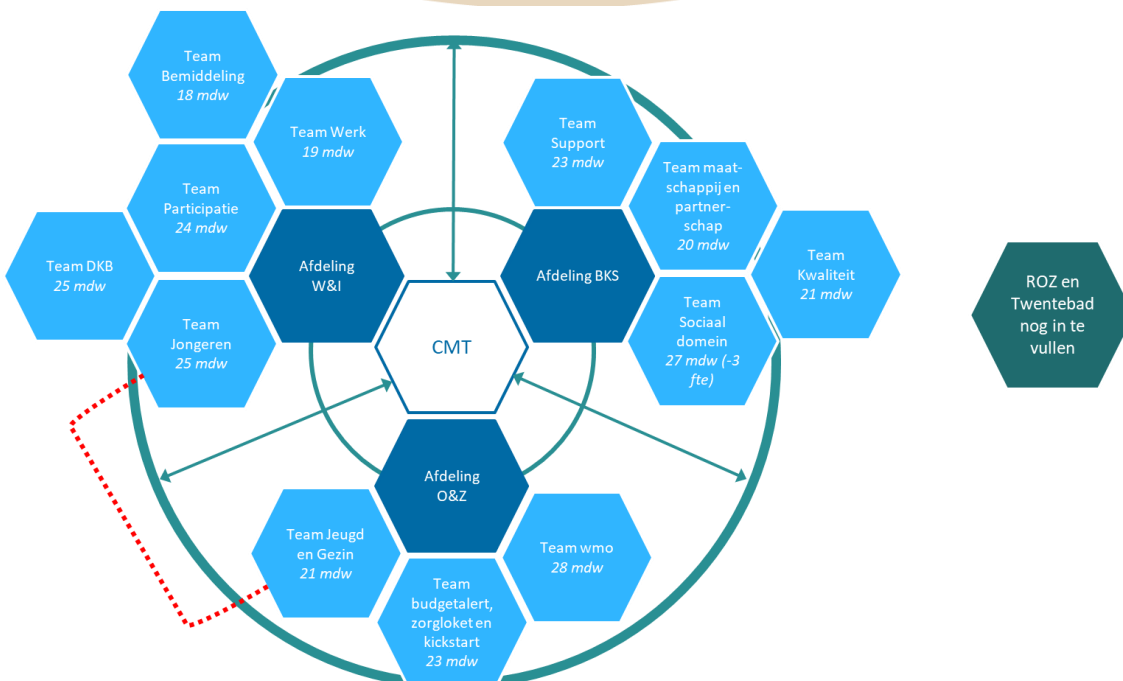 Team
Bemiddeling
18 mdw
Team Werk
19 mdw
Team
Participatie
24 mdw
Team DKB
25 mdw
Team
Jongeren
25 mdw
Afdeling
W&I
Team
Support
23 mdw
Team maat-
schappij en
partner-
schap
20 mdw
Team
Kwaliteit
21 mdw
Afdeling BKS
Team
Sociaal
domein
27 mdw (-3
fte)
CMT
Afdeling
O&Z
Team Jeugd
en Gezin
21 mdw
Team
budgetalert,
zorgloket en
kickstart
23 mdw
Team wmo
28 mdw
ROZ en
Twentebad
nog in te
vullen